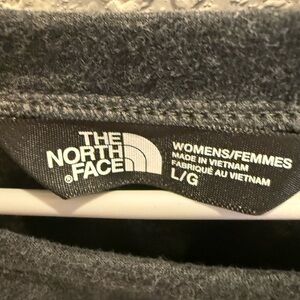 THE
NORTH
FACE
®
WOMENS/FEMMES
MADE IN VIETNAM
FABRIQUÉ AU VIETNAM
L/G